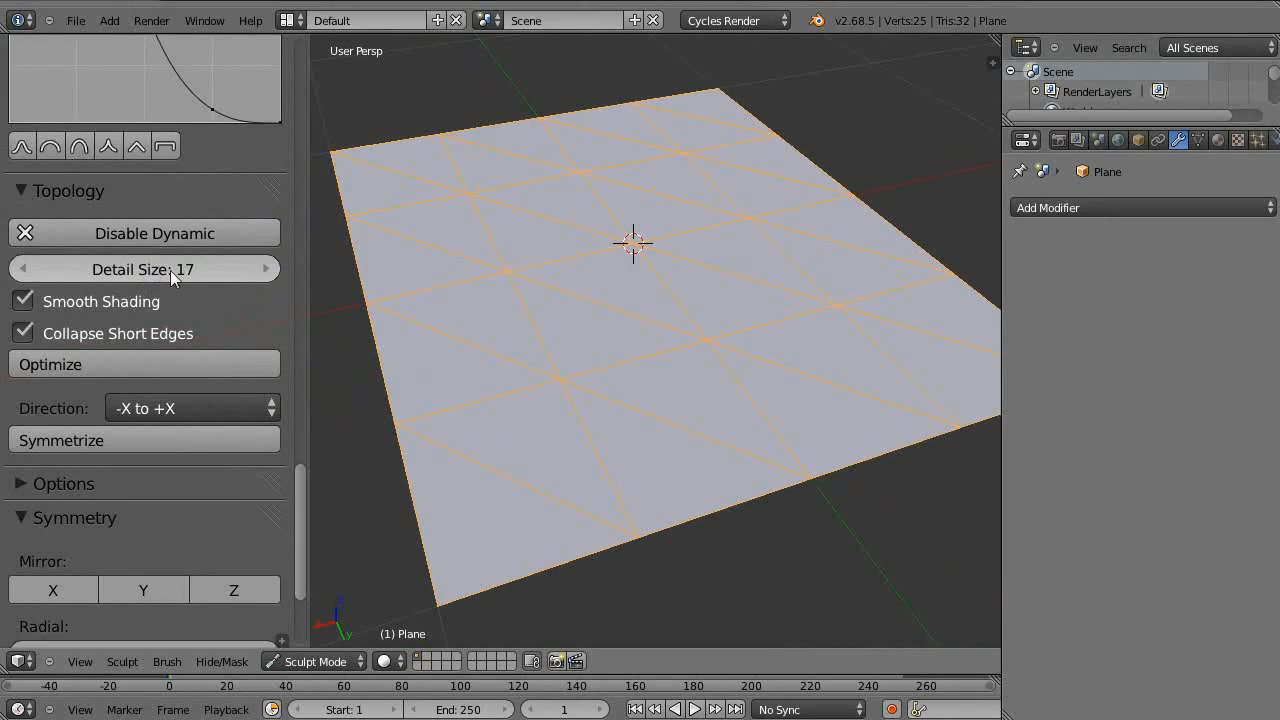 File Add Render Window Help Default Scene Cycles Render v2.68.5 | Verts:25 | Tris:32 | Plane
User Persp
View Search All Scenes
Scene
RenderLayers |
Topology
Plane
Add Modifier
Disable Dynamic
Detail Size: 17
Smooth Shading
Collapse Short Edges
Optimize
Direction: -X to +X
Symmetrize
Options
Symmetry
Mirror:
X Y Z
Radial:
(1) Plane
View Sculpt Brush Hide/Mask Sculpt Mode
-40 -20 0 20 40 60 80 100 120 140 160 180 200 220 240 260
View Marker Frame Playback Start: 1 End: 250 1 No Sync